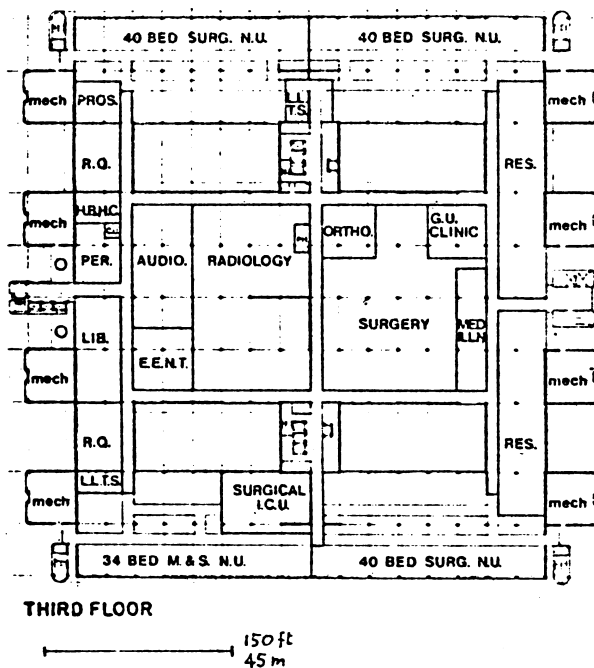 40 BED SURG. N.U.
40 BED SURG. N.U.
mech
PROS.
L.L.
T.S.
mech
R.Q.
RES.
mech
H.B.H.C.
ORTHO.
G.U.
CLINIC
mech
PER.
AUDIO.
RADIOLOGY
LIB.
SURGERY
MED
ILLN
mech
E.E.N.T.
mech
R.Q.
RES.
L.L.T.S.
mech
SURGICAL
I.C.U.
mech
34 BED M. & S. N.U.
40 BED SURG. N.U.
THIRD FLOOR
150 ft
45 m